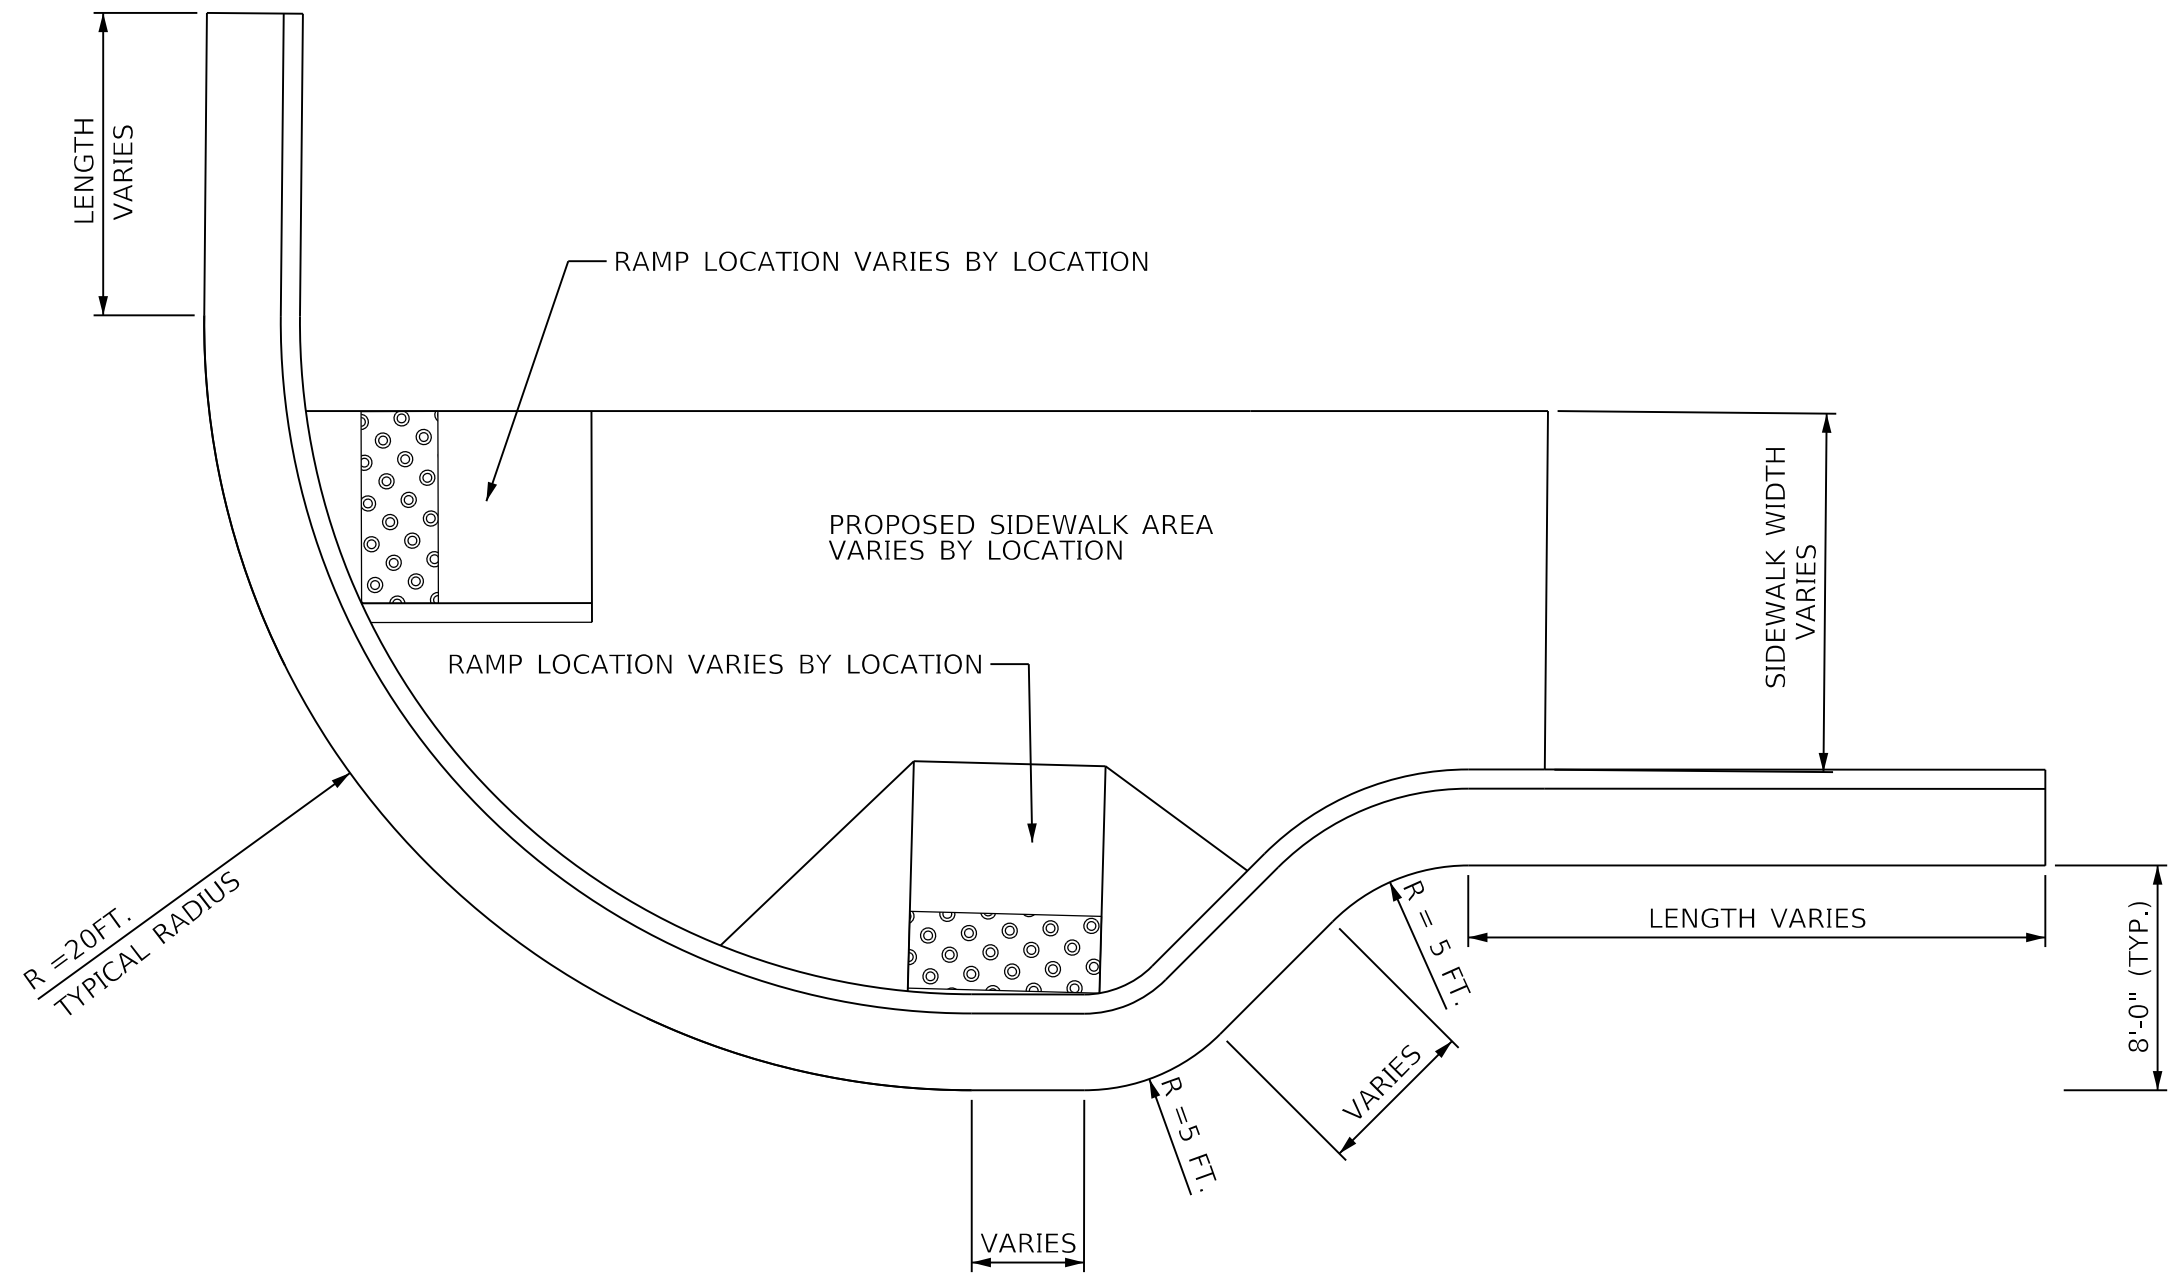 LENGTH
VARIES
RAMP LOCATION VARIES BY LOCATION
PROPOSED SIDEWALK AREA
VARIES BY LOCATION
SIDEWALK WIDTH
VARIES
RAMP LOCATION VARIES BY LOCATION
R =20FT.
TYPICAL RADIUS
R = 5 FT.
LENGTH VARIES
8'-0" (TYP.)
VARIES
R =5 FT.
VARIES